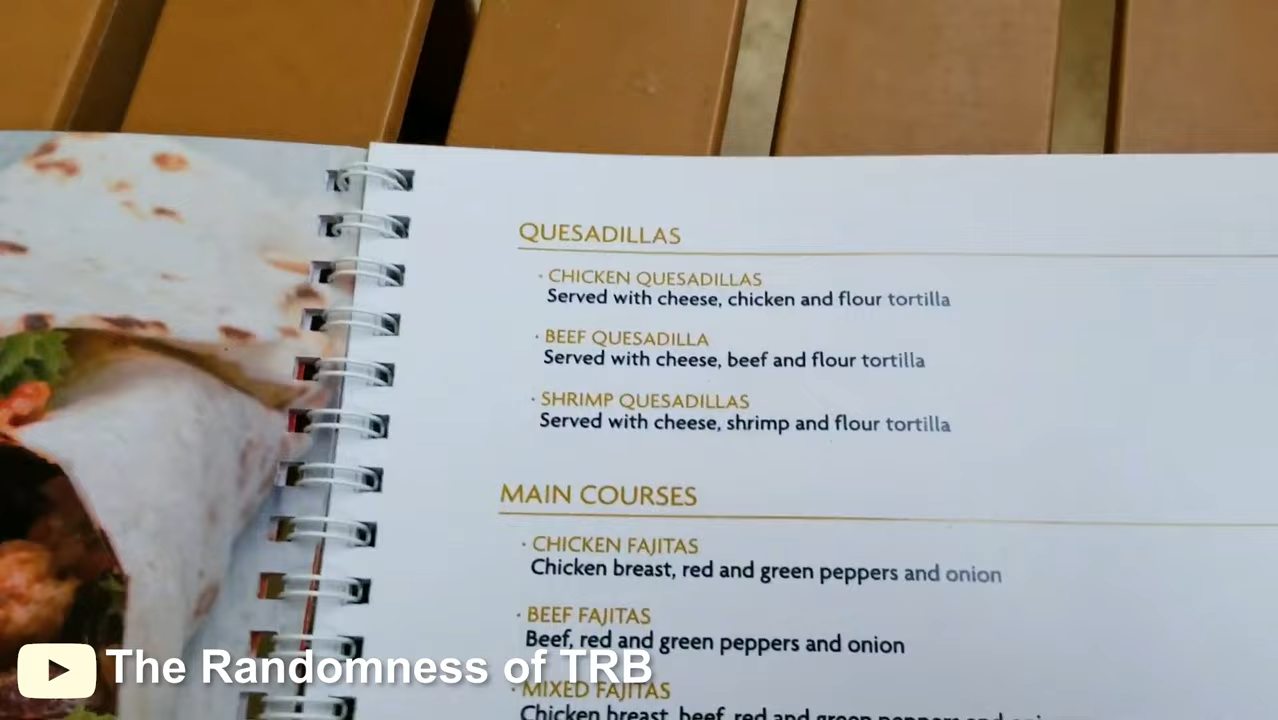 QUESADILLAS
· CHICKEN QUESADILLAS
Served with cheese, chicken and flour tortilla
· BEEF QUESADILLA
Served with cheese, beef and flour tortilla
· SHRIMP QUESADILLAS
Served with cheese, shrimp and flour tortilla
MAIN COURSES
· CHICKEN FAJITAS
Chicken breast, red and green peppers and onion
· BEEF FAJITAS
Beef, red and green peppers and onion
The Randomness of TRB
· MIXED FAJITAS
Chicken breast, beef, red and green peppers and